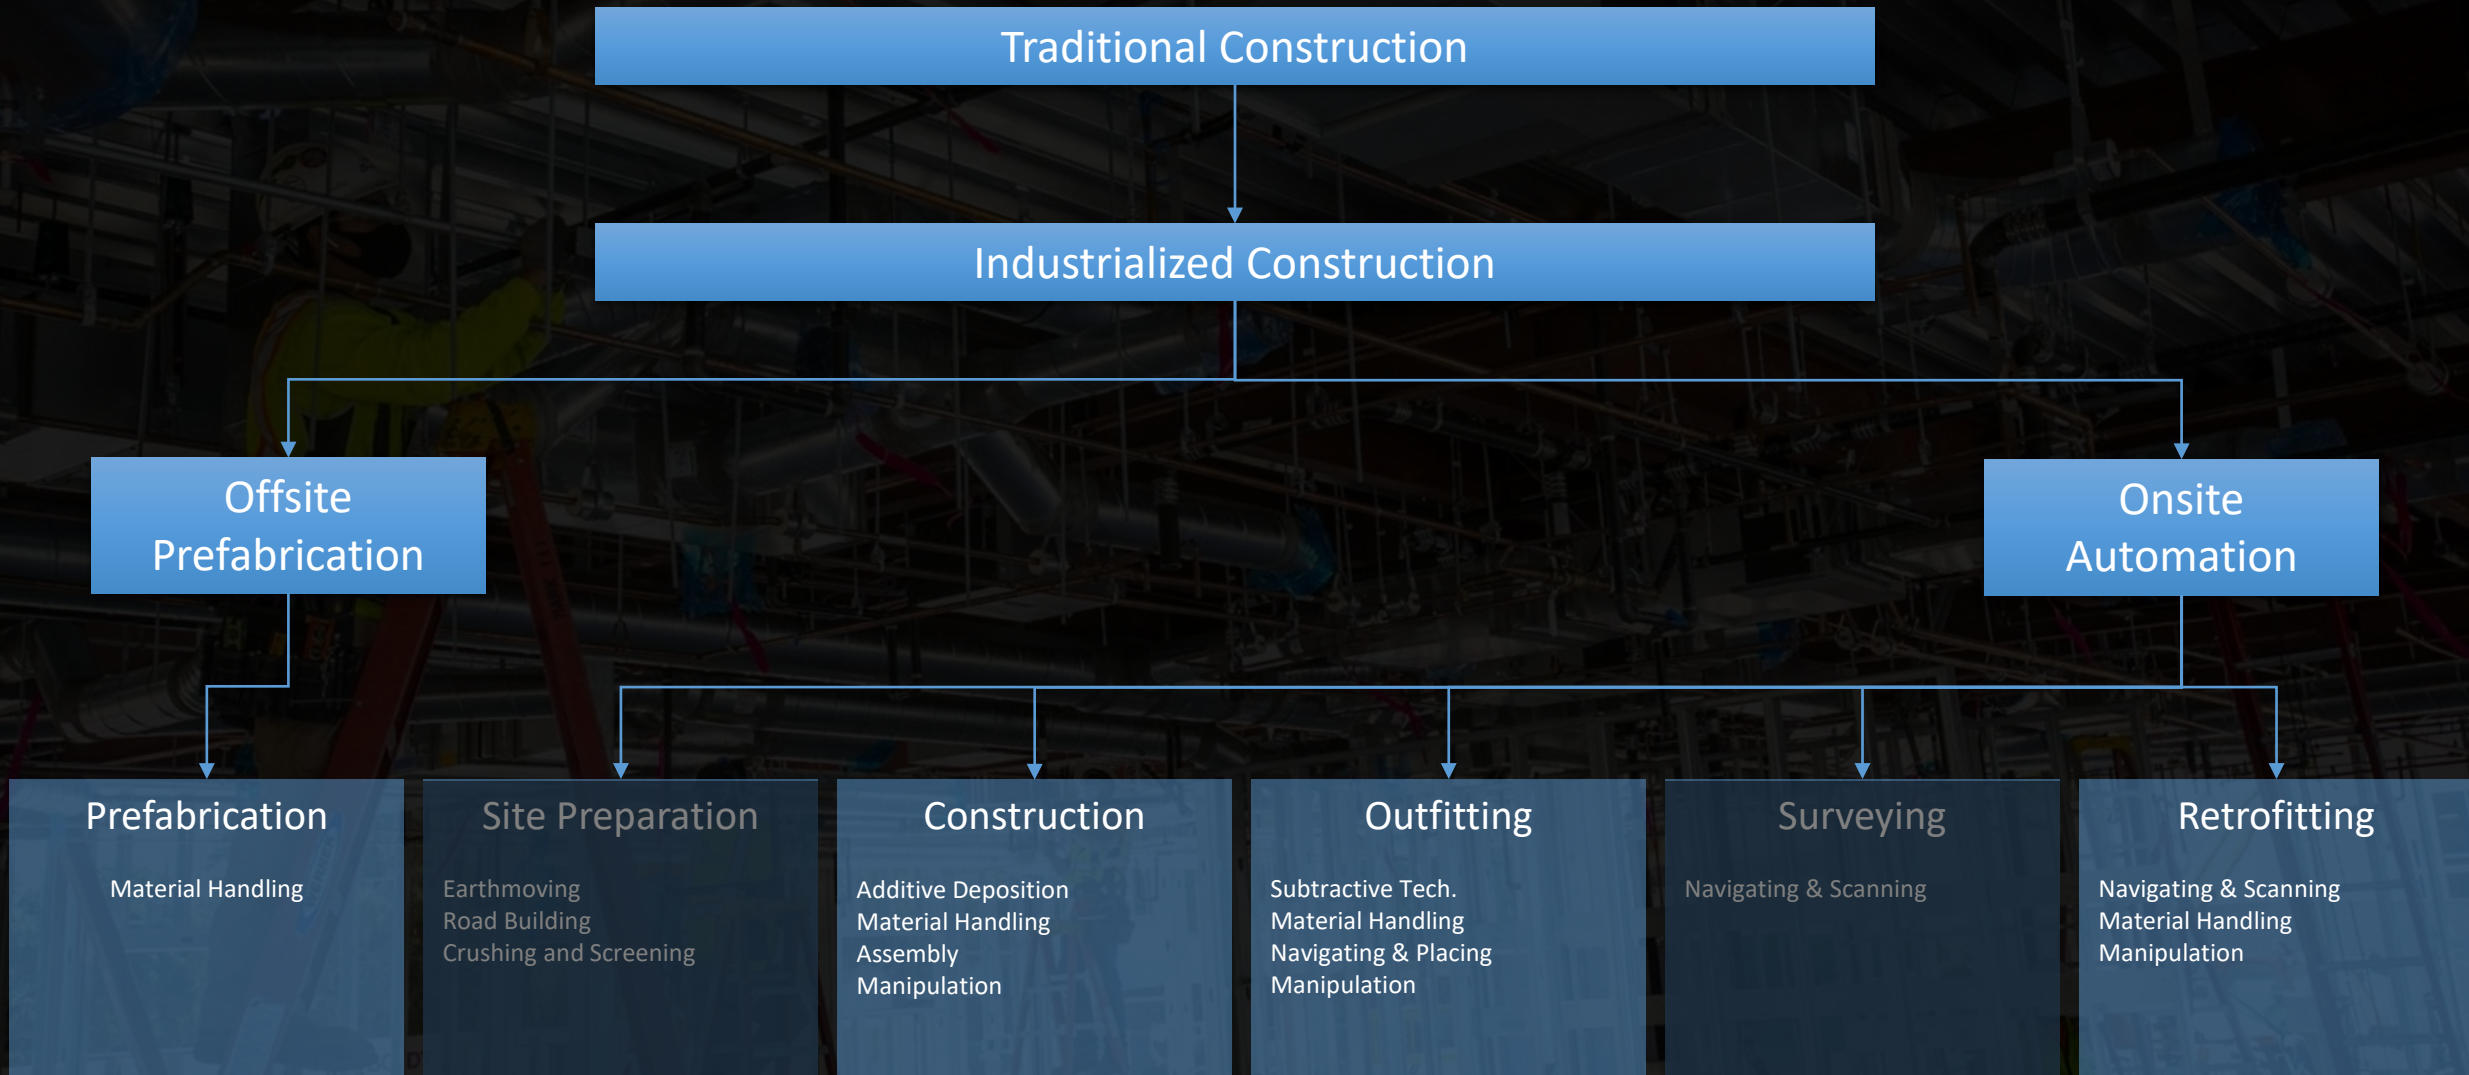 Traditional Construction
Industrialized Construction
Offsite
Prefabrication
Onsite
Automation
Prefabrication
Material Handling
Site Preparation
Earthmoving
Road Building
Crushing and Screening
Construction
Additive Deposition
Material Handling
Assembly
Manipulation
Outfitting
Subtractive Tech.
Material Handling
Navigating & Placing
Manipulation
Surveying
Navigating & Scanning
Retrofitting
Navigating & Scanning
Material Handling
Manipulation